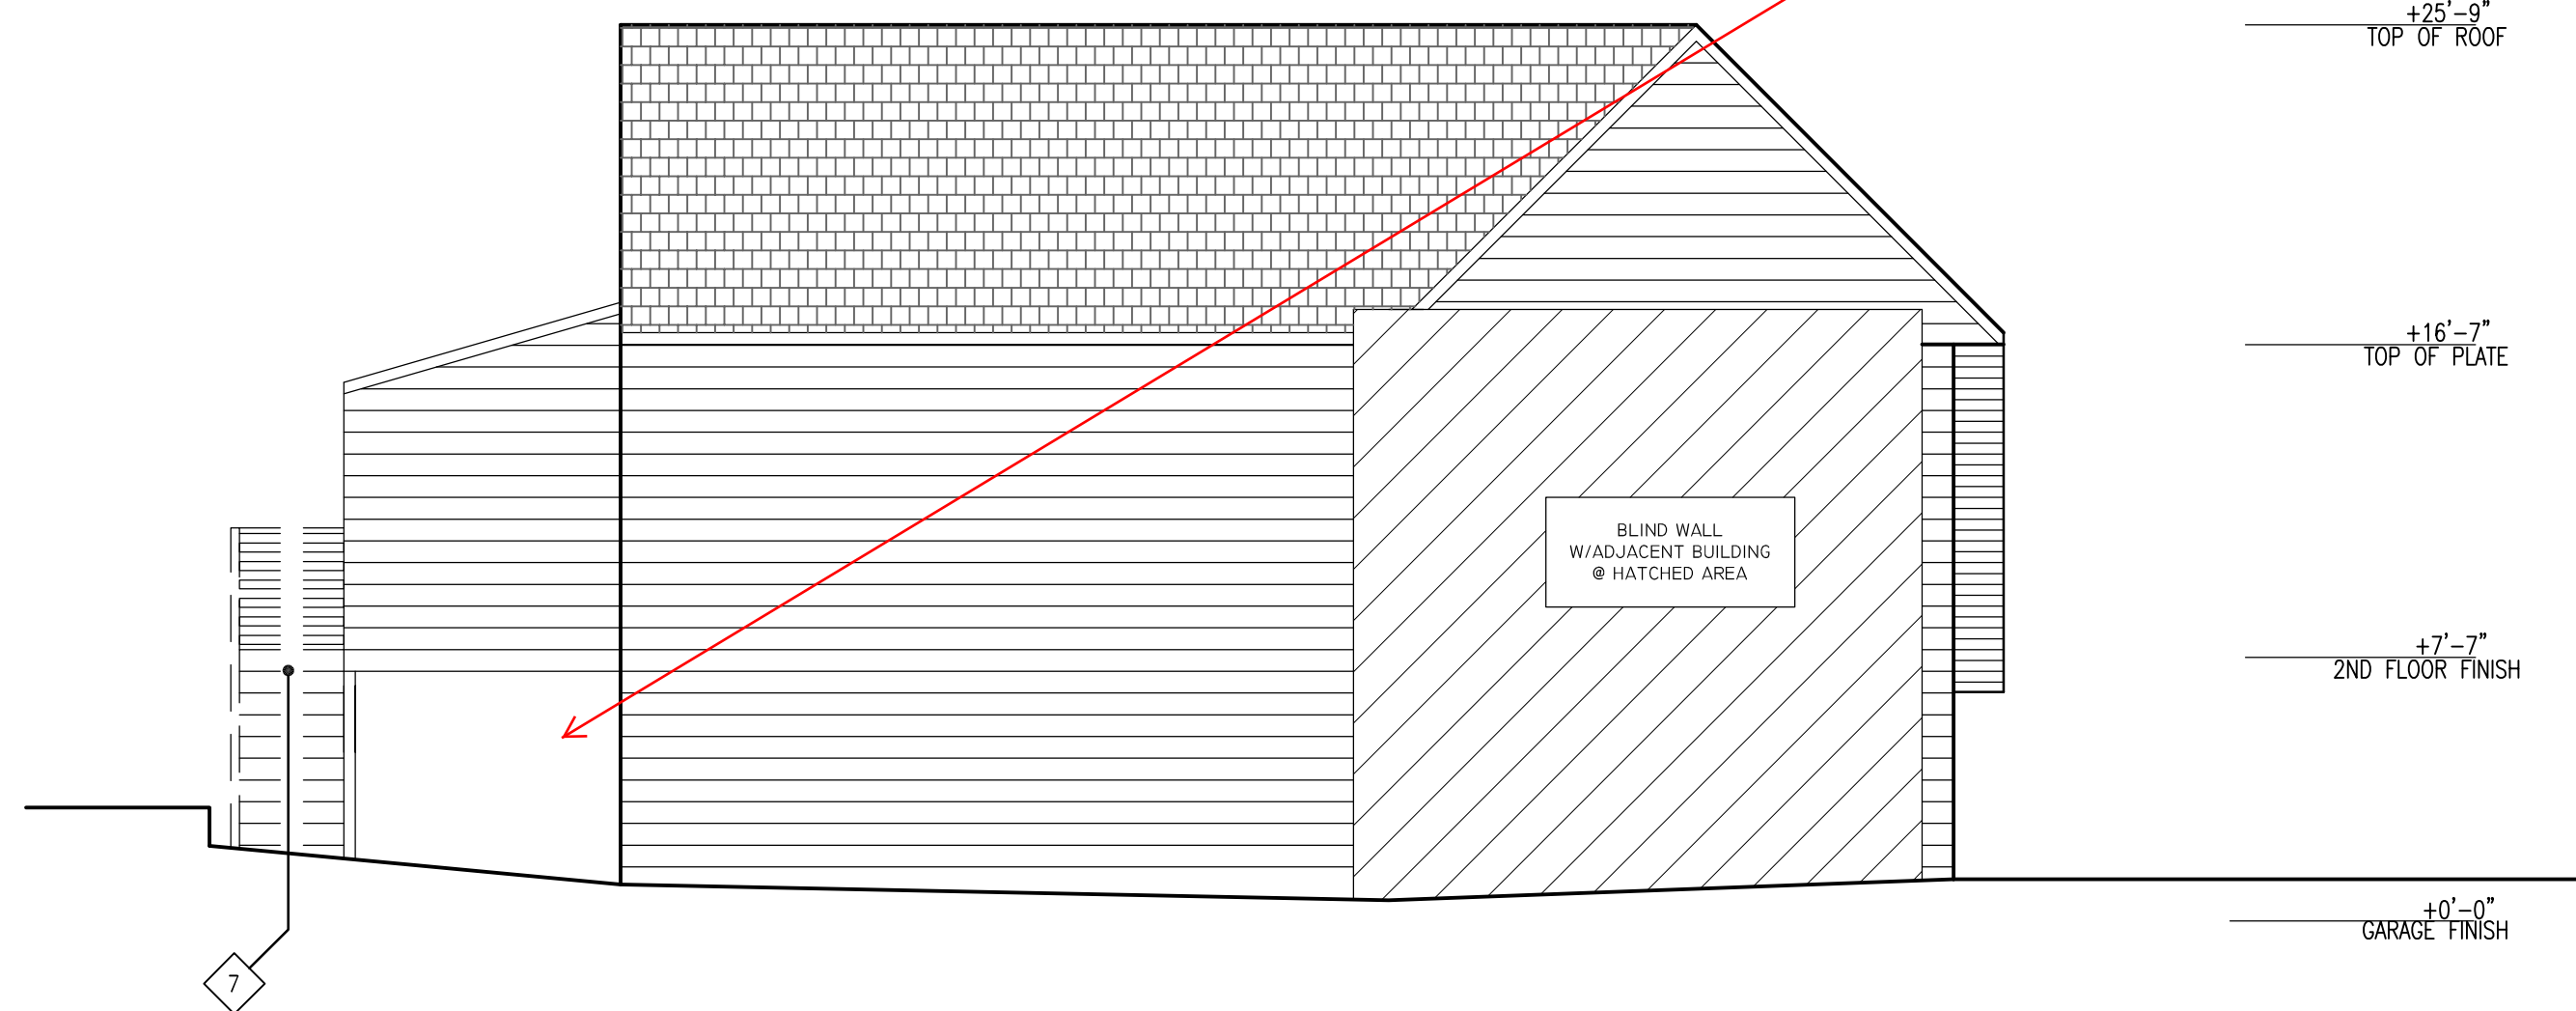 +25'-9"
TOP OF ROOF
+16'-7"
TOP OF PLATE
BLIND WALL
W/ADJACENT BUILDING
@ HATCHED AREA
+7'-7"
2ND FLOOR FINISH
+0'-0"
GARAGE FINISH
7